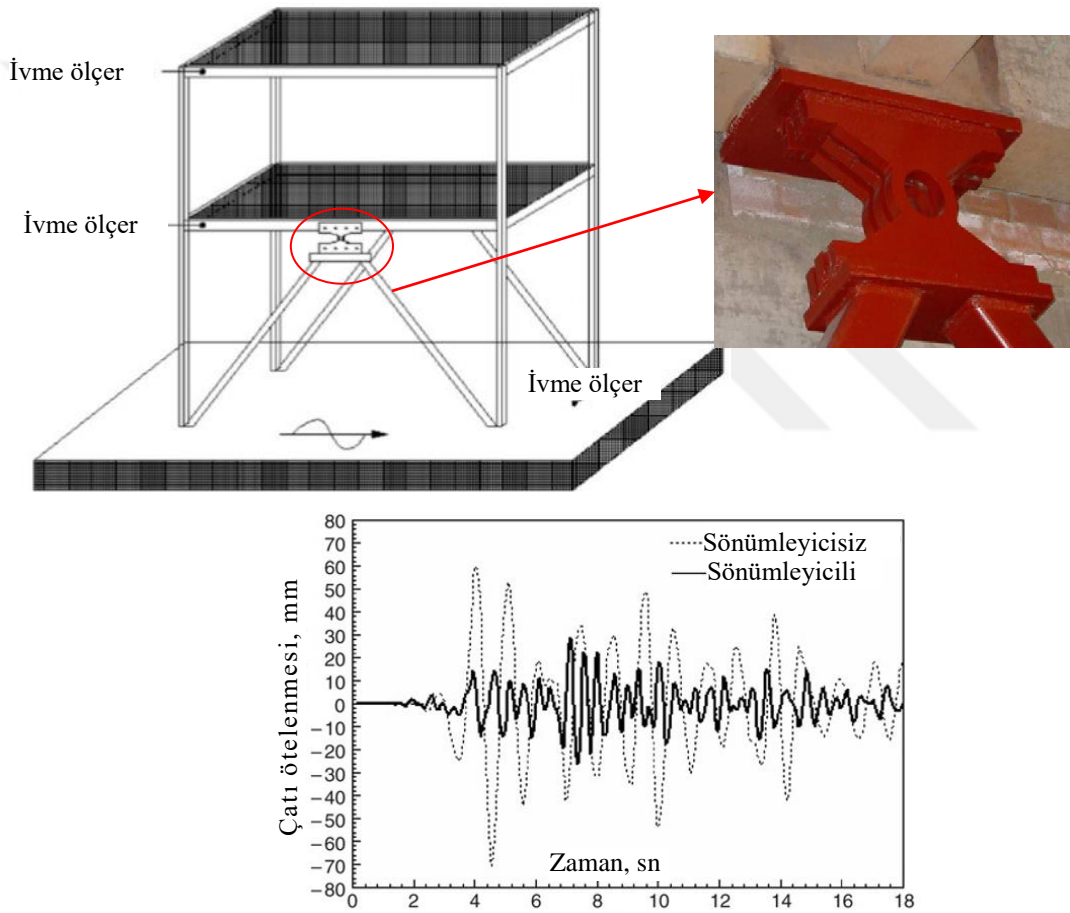 İvme ölçer
İvme ölçer
İvme ölçer
Sönümleyicisiz
Sönümleyicili
Çatı ötelenmesi, mm
80
70
60
50
40
30
20
10
0
−10
−20
−30
−40
−50
−60
−70
−80
Zaman, sn
0 2 4 6 8 10 12 14 16 18